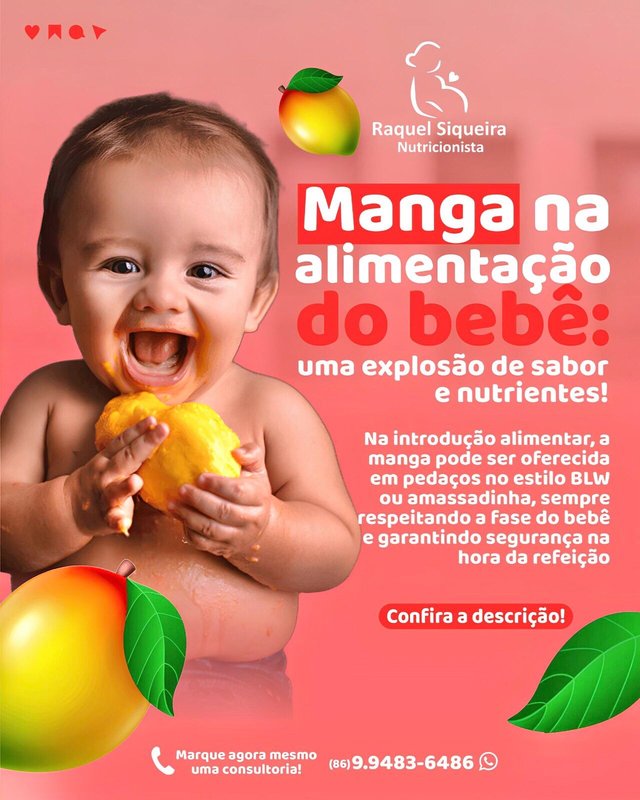 Raquel Siqueira
Nutricionista
Manga na
alimentação
do bebê:
uma explosão de sabor
e nutrientes!
Na introdução alimentar, a
manga pode ser oferecida
em pedaços no estilo BLW
ou amassadinha, sempre
respeitando a fase do bebê
e garantindo segurança na
hora da refeição
Confira a descrição!
Marque agora mesmo
uma consultoria!
(86)9.9483-6486